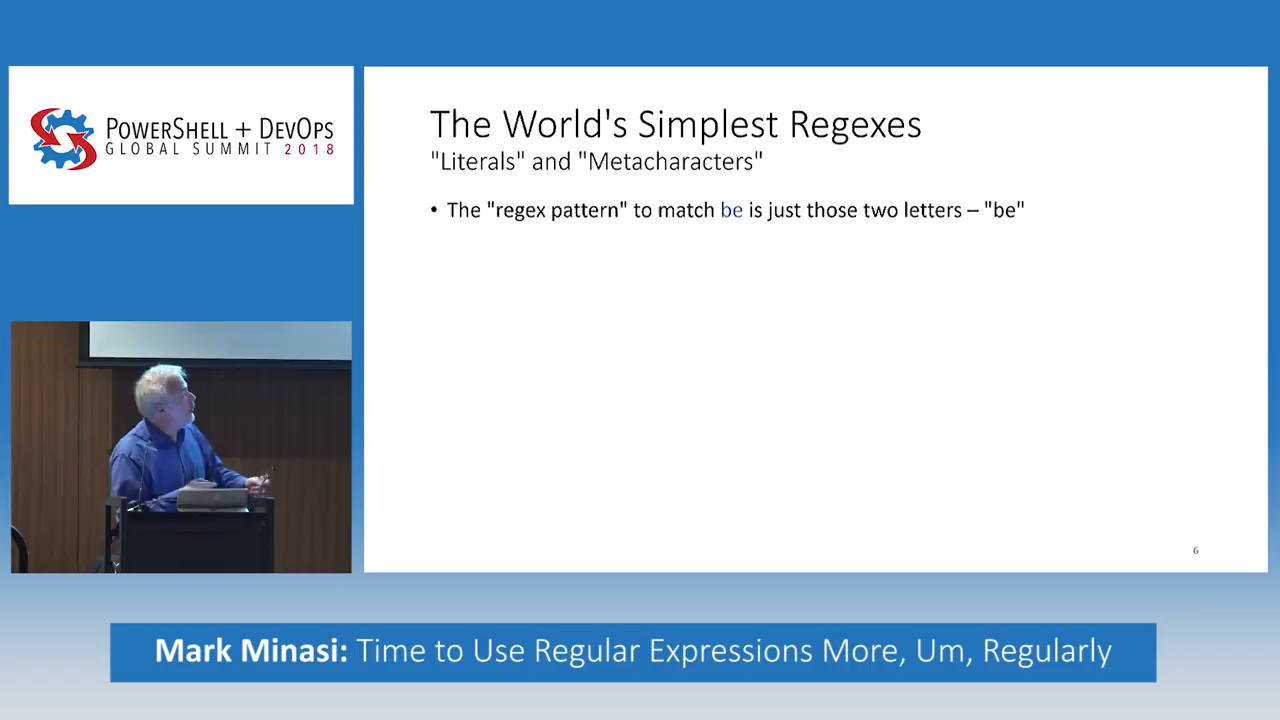 POWERSHELL + DEVOPS
GLOBAL SUMMIT 2018
The World's Simplest Regexes
"Literals" and "Metacharacters"
• The "regex pattern" to match be is just those two letters – "be"
6
Mark Minasi: Time to Use Regular Expressions More, Um, Regularly